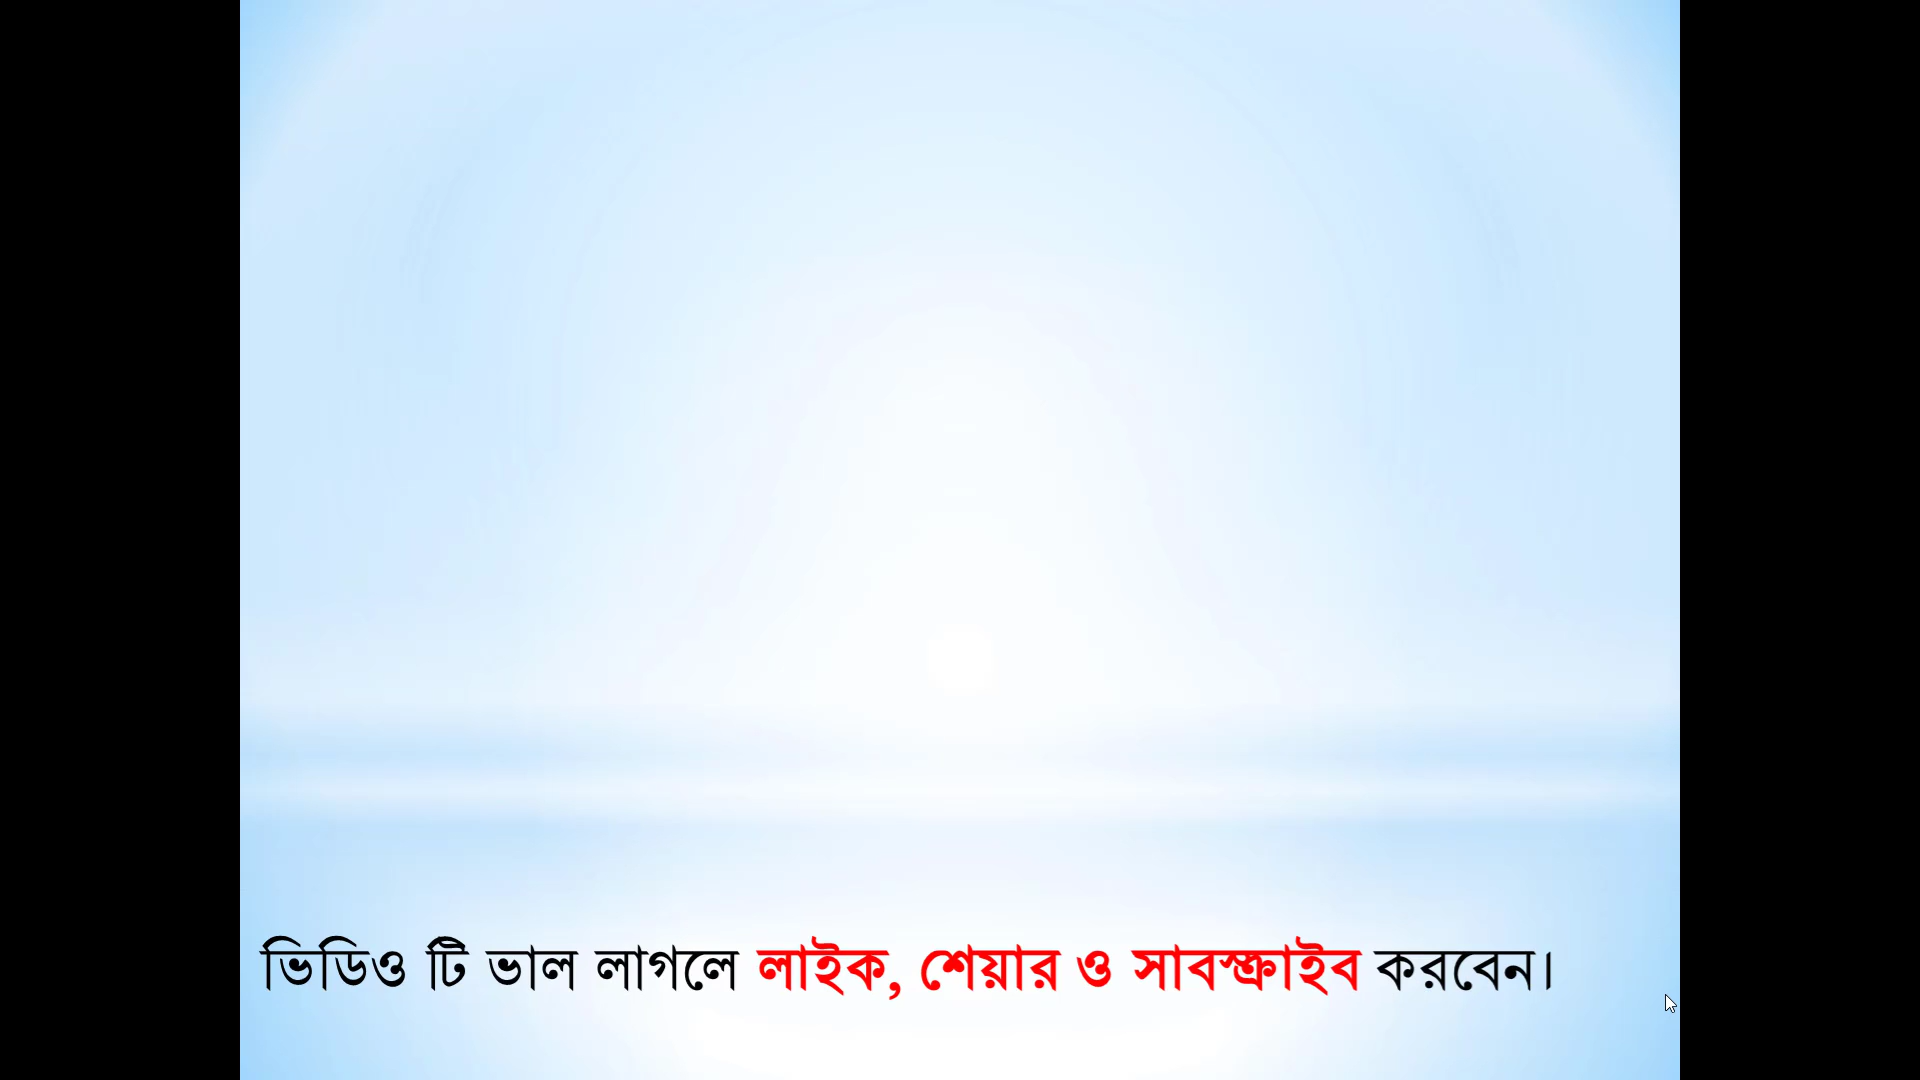 ভিডিও টি ভাল লাগলে লাইক, শেয়ার ও সাবস্ক্রাইব করবেন।